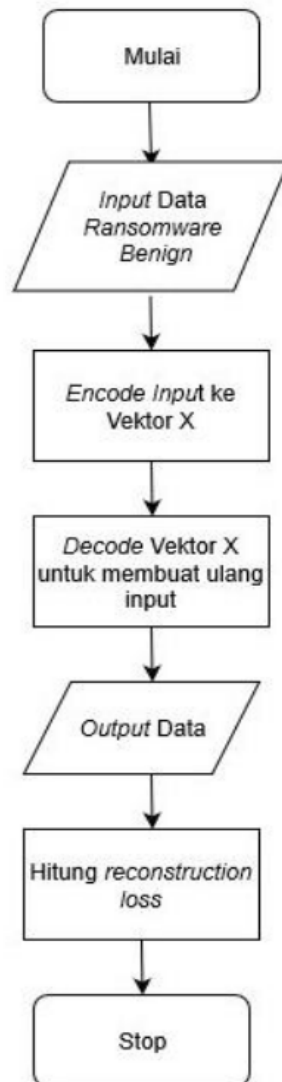 Mulai
Input Data
Ransomware
Benign
Encode Input ke
Vektor X
Decode Vektor X
untuk membuat ulang
input
Output Data
Hitung reconstruction
loss
Stop